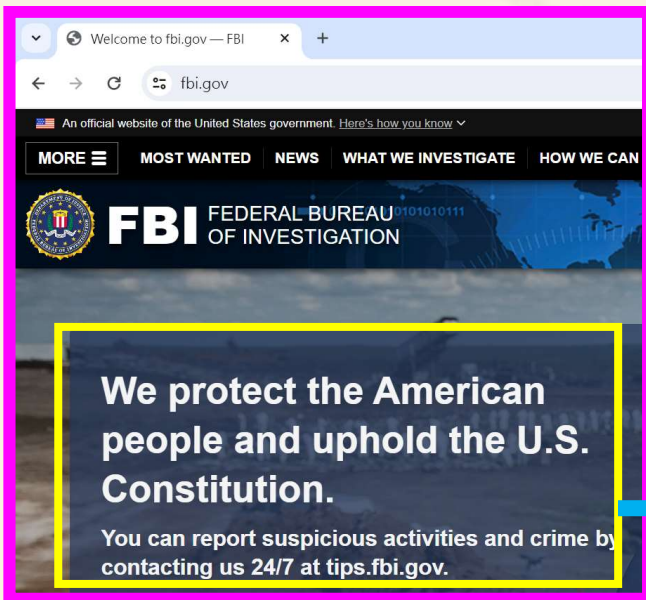 Welcome to fbi.gov — FBI
fbi.gov
An official website of the United States government. Here's how you know
MORE MOST WANTED NEWS WHAT WE INVESTIGATE HOW WE CAN
FBI FEDERAL BUREAU
OF INVESTIGATION
0101010111
We protect the American
people and uphold the U.S.
Constitution.
You can report suspicious activities and crime by
contacting us 24/7 at tips.fbi.gov.